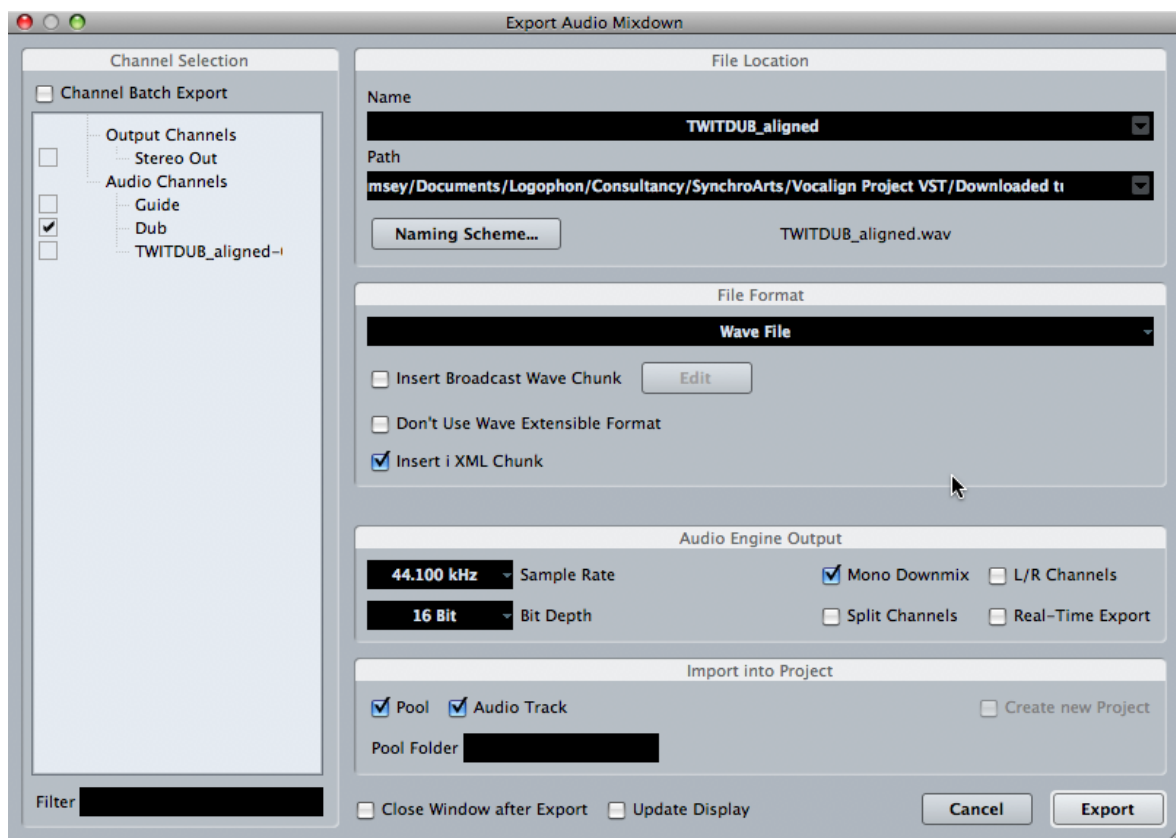 Export Audio Mixdown
Channel Selection
Channel Batch Export
Output Channels
Stereo Out
Audio Channels
Guide
Dub
TWITDUB_aligned-
Filter
File Location
Name
TWITDUB_aligned
Path
msey/Documents/Logophon/Consultancy/SynchroArts/Vocalign Project VST/Downloaded
Naming Scheme...
TWITDUB_aligned.wav
File Format
Wave File
Insert Broadcast Wave Chunk
Edit
Don't Use Wave Extensible Format
Insert i XML Chunk
Audio Engine Output
44.100 kHz
Sample Rate
Mono Downmix
L/R Channels
16 Bit
Bit Depth
Split Channels
Real-Time Export
Import into Project
Pool
Audio Track
Create new Project
Pool Folder
Close Window after Export
Update Display
Cancel
Export